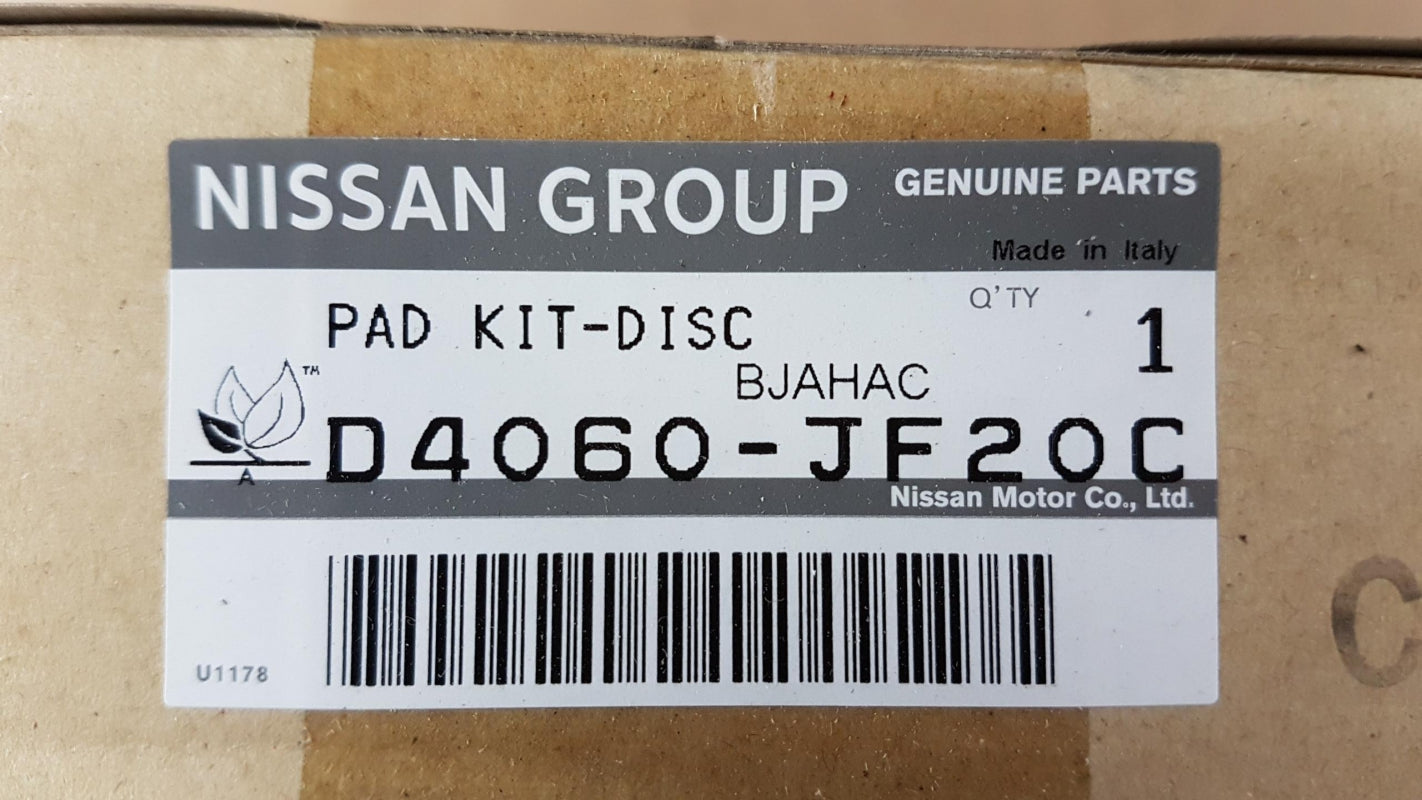 NISSAN GROUP
GENUINE PARTS
Made in Italy
Q'TY
PAD KIT-DISC
1
BJAHAC
TM
D4060-JF20C
A
Nissan Motor Co., Ltd.
U1178
C